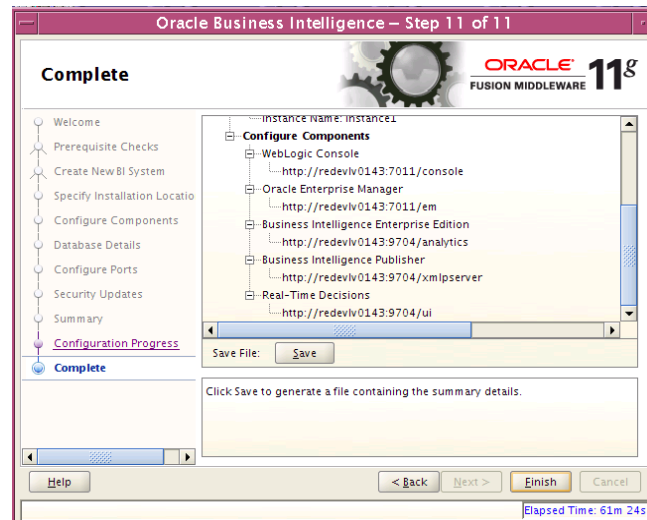 Oracle Business Intelligence – Step 11 of 11
Complete
ORACLE
FUSION MIDDLEWARE 11g
Welcome
Prerequisite Checks
Create New BI System
Specify Installation Locatio
Configure Components
Database Details
Configure Ports
Security Updates
Summary
Configuration Progress
Complete
Instance Name: instance1
Configure Components
WebLogic Console
http://redevlv0143:7011/console
Oracle Enterprise Manager
http://redevlv0143:7011/em
Business Intelligence Enterprise Edition
http://redevlv0143:9704/analytics
Business Intelligence Publisher
http://redevlv0143:9704/xmlpserver
Real-Time Decisions
http://redevlv0143:9704/ui
Save File: Save
Click Save to generate a file containing the summary details.
Help < Back Next > Finish Cancel
Elapsed Time: 61m 24s